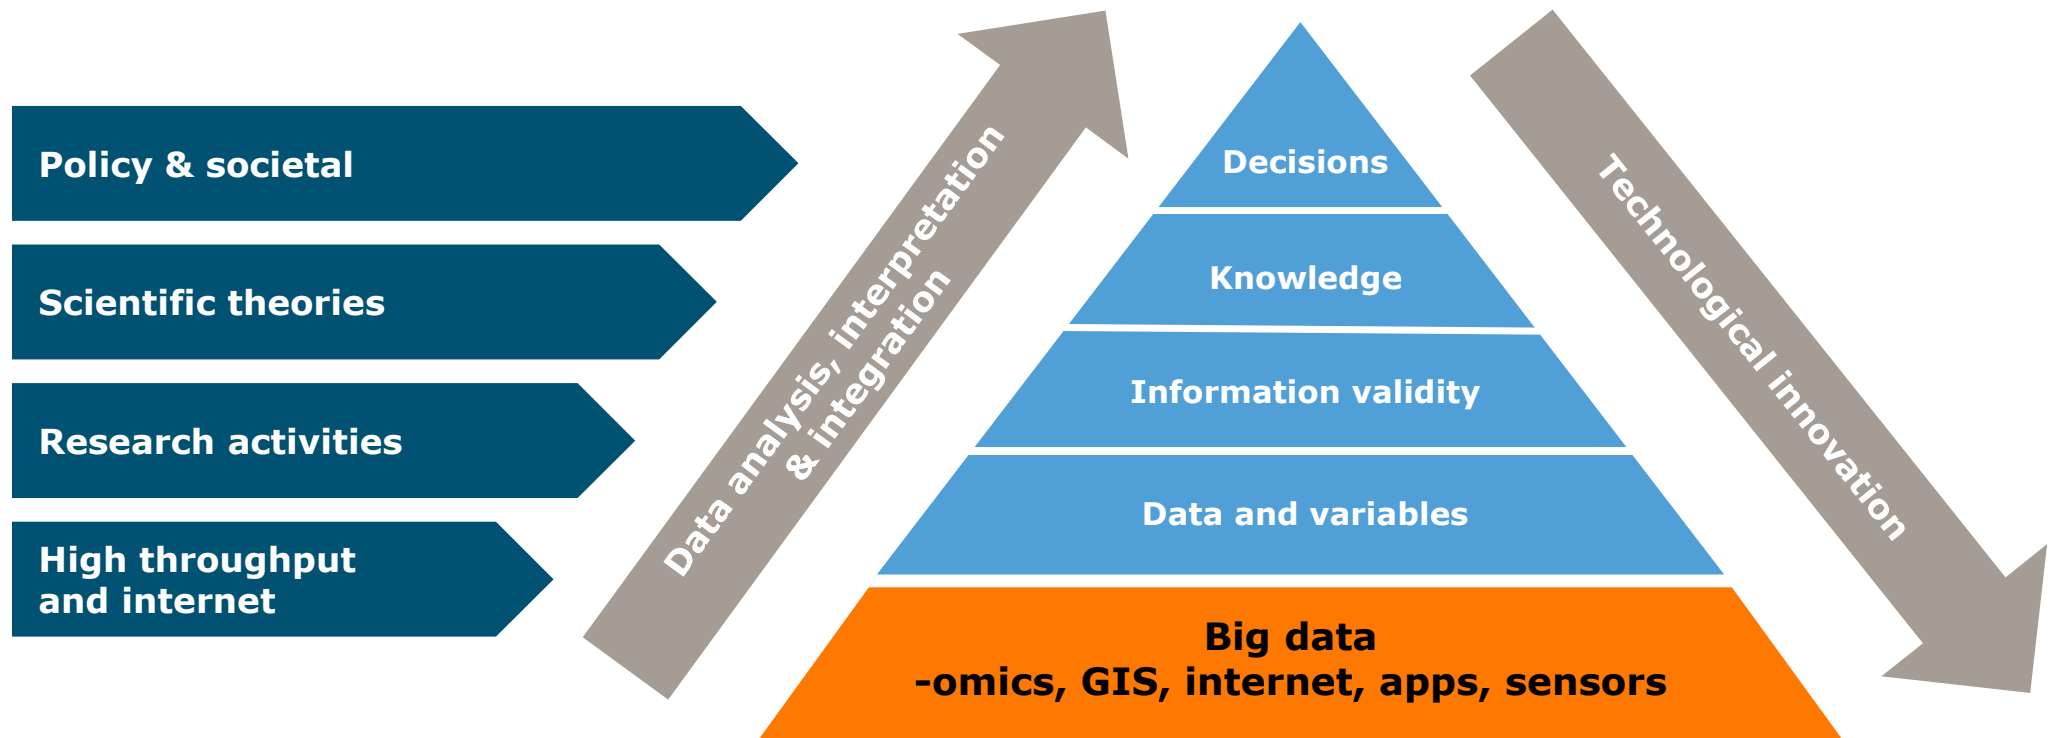 Policy & societal
Scientific theories
Research activities
High throughput
and internet
Data analysis, interpretation
& integration
Decisions
Knowledge
Information validity
Data and variables
Big data
-omics, GIS, internet, apps, sensors
Technological innovation